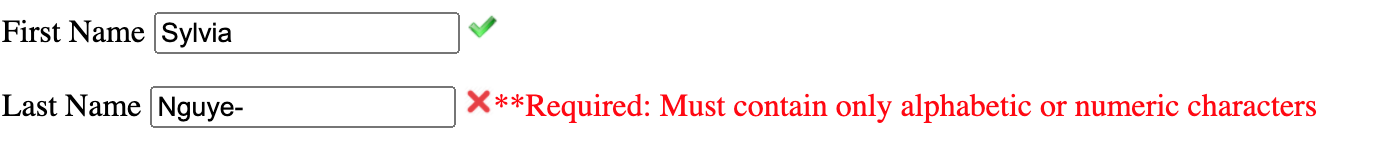 First Name Sylvia
Last Name Nguye- **Required: Must contain only alphabetic or numeric characters